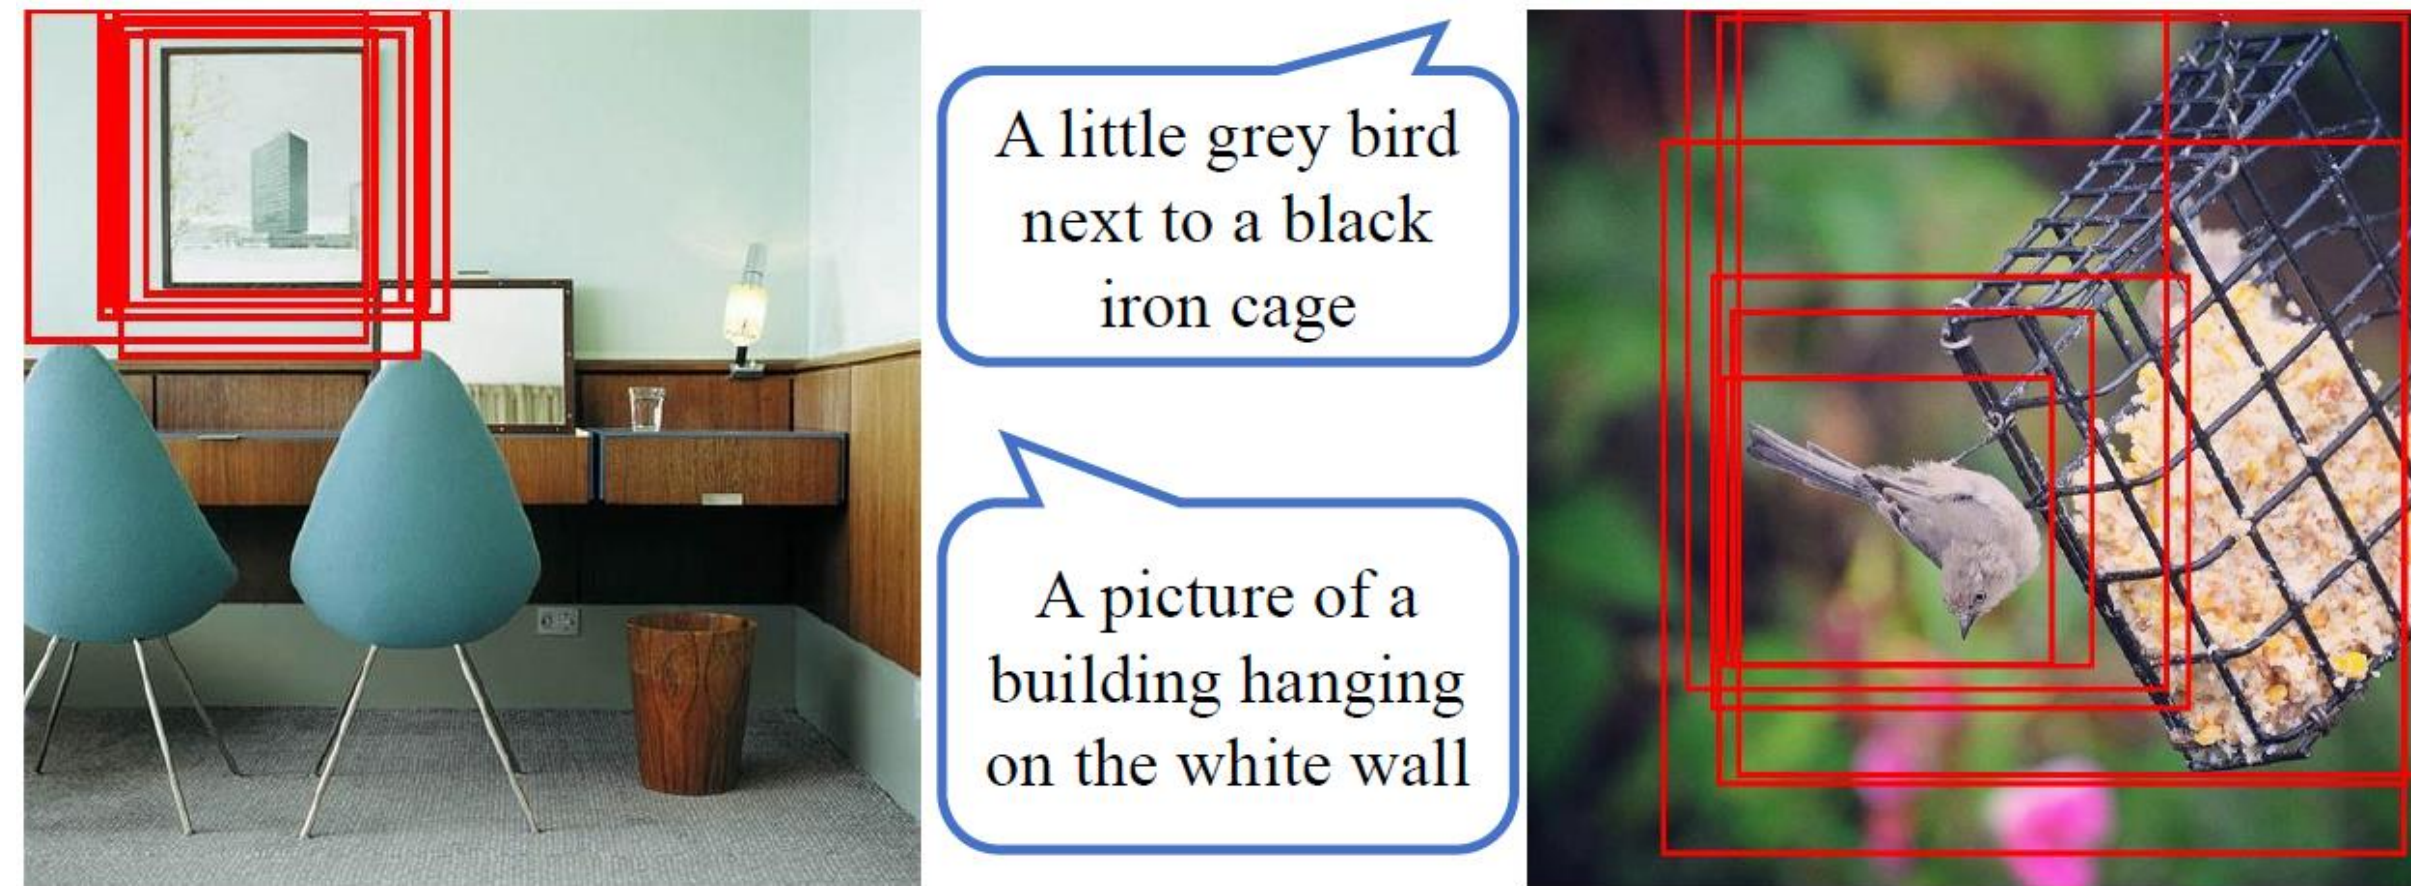 A little grey bird
next to a black
iron cage
A picture of a
building hanging
on the white wall